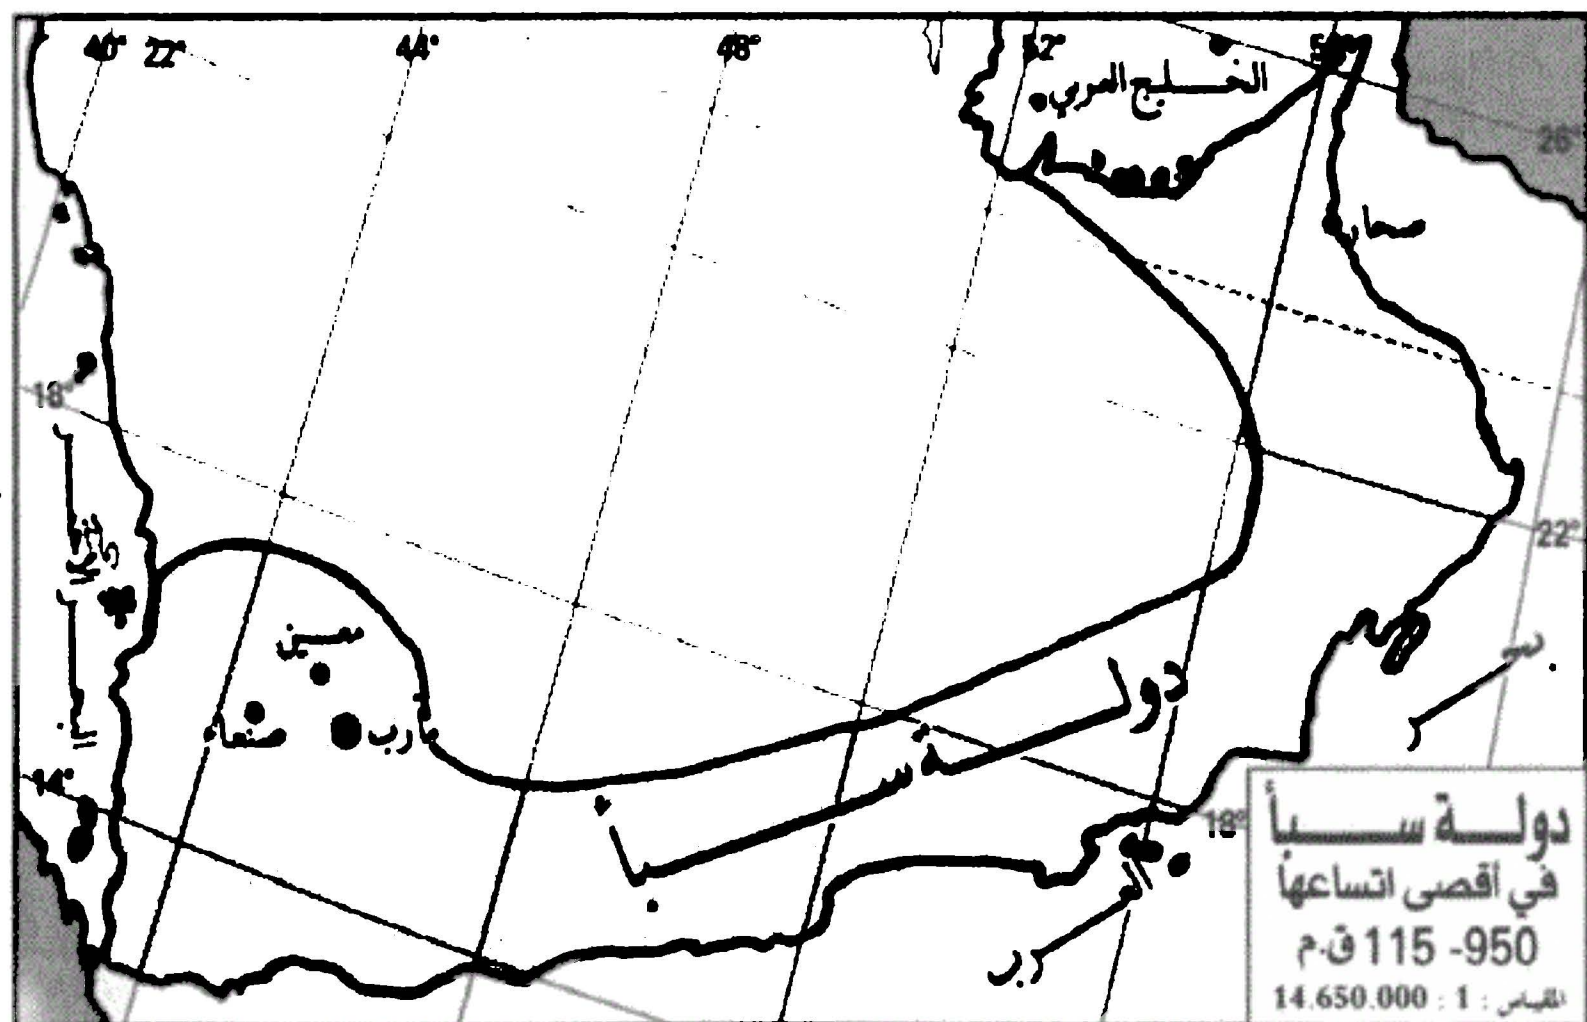 40° 22° 44° 48° 52°
الخليج العربي
26°
صحار
18°
22°
معين
صنعاء
مأرب
دولة سبأ
14°
18°
دولة سبأ
في أقصى اتساعها
950- 115 ق.م
المقياس : 1 : 14.650.000